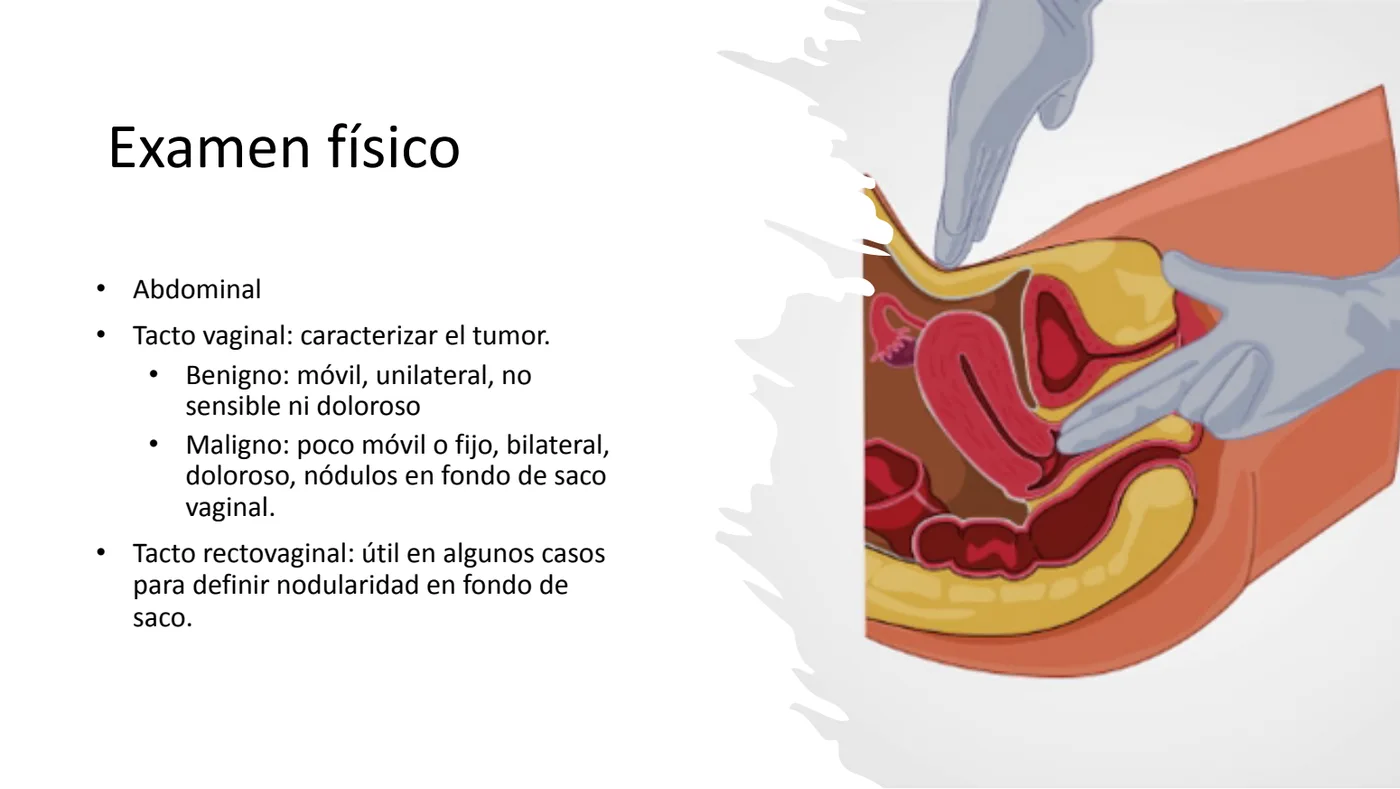 Examen físico
• Abdominal
• Tacto vaginal: caracterizar el tumor.
• Benigno: móvil, unilateral, no
sensible ni doloroso
• Maligno: poco móvil o fijo, bilateral,
doloroso, nódulos en fondo de saco
vaginal.
• Tacto rectovaginal: útil en algunos casos
para definir nodularidad en fondo de
saco.